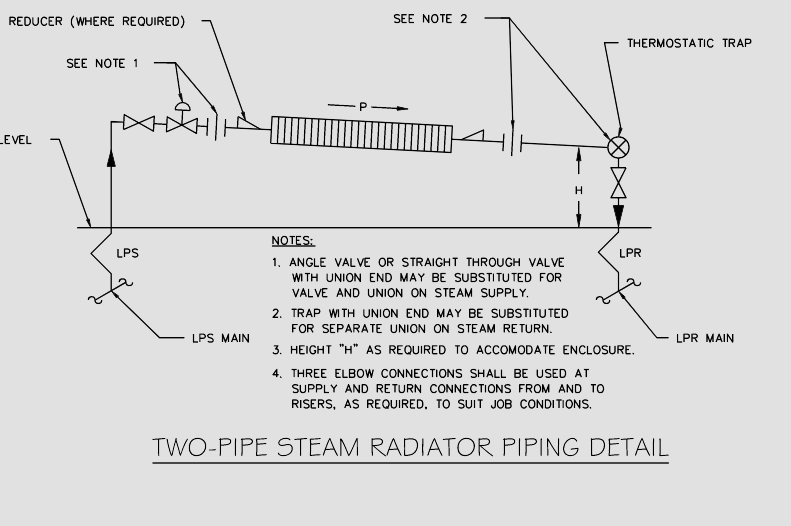 REDUCER (WHERE REQUIRED)
SEE NOTE 2
THERMOSTATIC TRAP
SEE NOTE 1
P
LEVEL
H
LPS
LPR
LPS MAIN
LPR MAIN
NOTES:
1. ANGLE VALVE OR STRAIGHT THROUGH VALVE
WITH UNION END MAY BE SUBSTITUTED FOR
VALVE AND UNION ON STEAM SUPPLY.
2. TRAP WITH UNION END MAY BE SUBSTITUTED
FOR SEPARATE UNION ON STEAM RETURN.
3. HEIGHT "H" AS REQUIRED TO ACCOMODATE ENCLOSURE.
4. THREE ELBOW CONNECTIONS SHALL BE USED AT
SUPPLY AND RETURN CONNECTIONS FROM AND TO
RISERS, AS REQUIRED, TO SUIT JOB CONDITIONS.
TWO-PIPE STEAM RADIATOR PIPING DETAIL